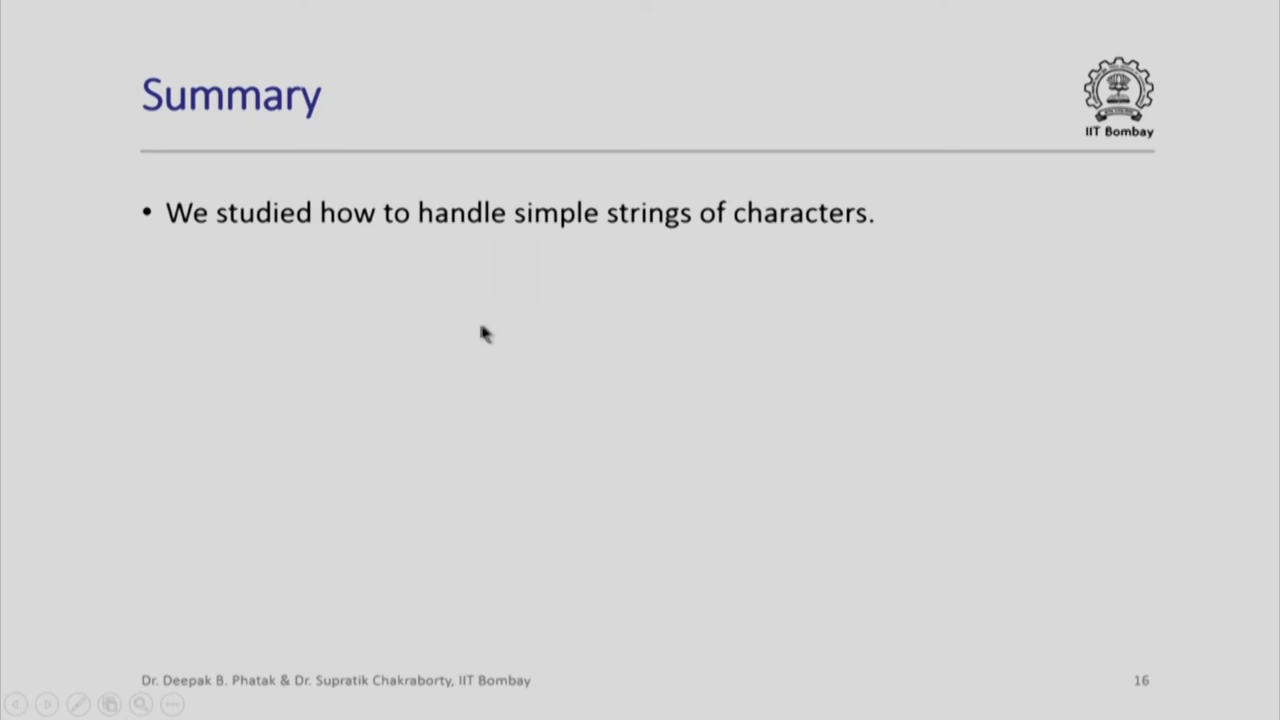 Summary
IIT Bombay
• We studied how to handle simple strings of characters.
Dr. Deepak B. Phatak & Dr. Supratik Chakraborty, IIT Bombay
16